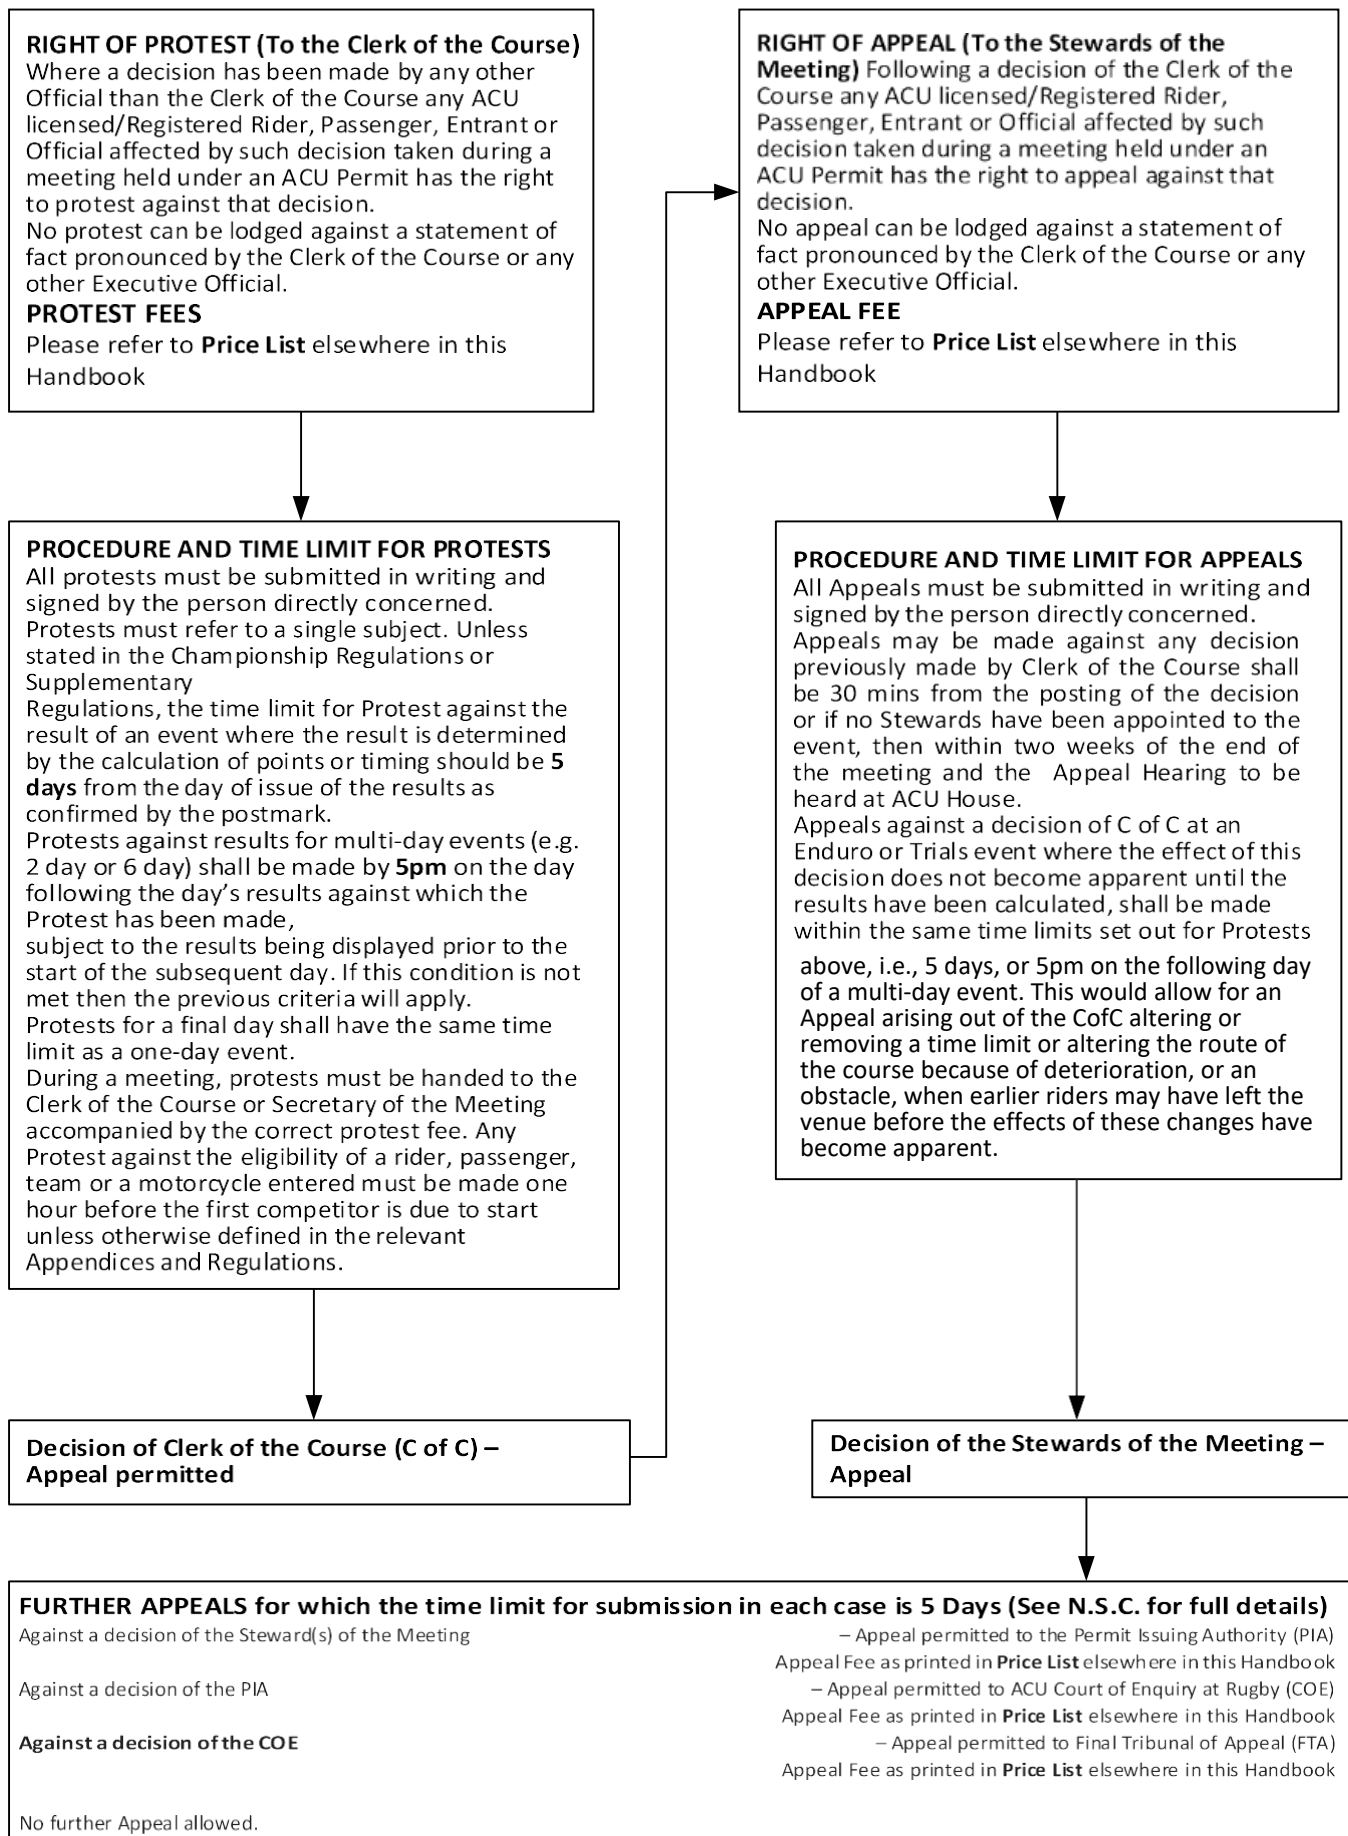 RIGHT OF PROTEST (To the Clerk of the Course)
Where a decision has been made by any other
Official than the Clerk of the Course any ACU
licensed/Registered Rider, Passenger, Entrant or
Official affected by such decision taken during a
meeting held under an ACU Permit has the right
to protest against that decision.
No protest can be lodged against a statement of
fact pronounced by the Clerk of the Course or any
other Executive Official.
PROTEST FEES
Please refer to Price List elsewhere in this
Handbook
PROCEDURE AND TIME LIMIT FOR PROTESTS
All protests must be submitted in writing and
signed by the person directly concerned.
Protests must refer to a single subject. Unless
stated in the Championship Regulations or
Supplementary
Regulations, the time limit for Protest against the
result of an event where the result is determined
by the calculation of points or timing should be 5
days from the day of issue of the results as
confirmed by the postmark.
Protests against results for multi-day events (e.g.
2 day or 6 day) shall be made by 5pm on the day
following the day's results against which the
Protest has been made,
subject to the results being displayed prior to the
start of the subsequent day. If this condition is not
met then the previous criteria will apply.
Protests for a final day shall have the same time
limit as a one-day event.
During a meeting, protests must be handed to the
Clerk of the Course or Secretary of the Meeting
accompanied by the correct protest fee. Any
Protest against the eligibility of a rider, passenger,
team or a motorcycle entered must be made one
hour before the first competitor is due to start
unless otherwise defined in the relevant
Appendices and Regulations.
Decision of Clerk of the Course (C of C) –
Appeal permitted
RIGHT OF APPEAL (To the Stewards of the
Meeting) Following a decision of the Clerk of the
Course any ACU licensed/Registered Rider,
Passenger, Entrant or Official affected by such
decision taken during a meeting held under an
ACU Permit has the right to appeal against that
decision.
No appeal can be lodged against a statement of
fact pronounced by the Clerk of the Course or any
other Executive Official.
APPEAL FEE
Please refer to Price List elsewhere in this
Handbook
PROCEDURE AND TIME LIMIT FOR APPEALS
All Appeals must be submitted in writing and
signed by the person directly concerned.
Appeals may be made against any decision
previously made by Clerk of the Course shall
be 30 mins from the posting of the decision
or if no Stewards have been appointed to the
event, then within two weeks of the end of
the meeting and the Appeal Hearing to be
heard at ACU House.
Appeals against a decision of C of C at an
Enduro or Trials event where the effect of this
decision does not become apparent until the
results have been calculated, shall be made
within the same time limits set out for Protests
above, i.e., 5 days, or 5pm on the following day
of a multi-day event. This would allow for an
Appeal arising out of the CofC altering or
removing a time limit or altering the route of
the course because of deterioration, or an
obstacle, when earlier riders may have left the
venue before the effects of these changes have
become apparent.
Decision of the Stewards of the Meeting –
Appeal
FURTHER APPEALS for which the time limit for submission in each case is 5 Days (See N.S.C. for full details)
Against a decision of the Steward(s) of the Meeting – Appeal permitted to the Permit Issuing Authority (PIA)
Appeal Fee as printed in Price List elsewhere in this Handbook
Against a decision of the PIA – Appeal permitted to ACU Court of Enquiry at Rugby (COE)
Appeal Fee as printed in Price List elsewhere in this Handbook
Against a decision of the COE – Appeal permitted to Final Tribunal of Appeal (FTA)
Appeal Fee as printed in Price List elsewhere in this Handbook
No further Appeal allowed.